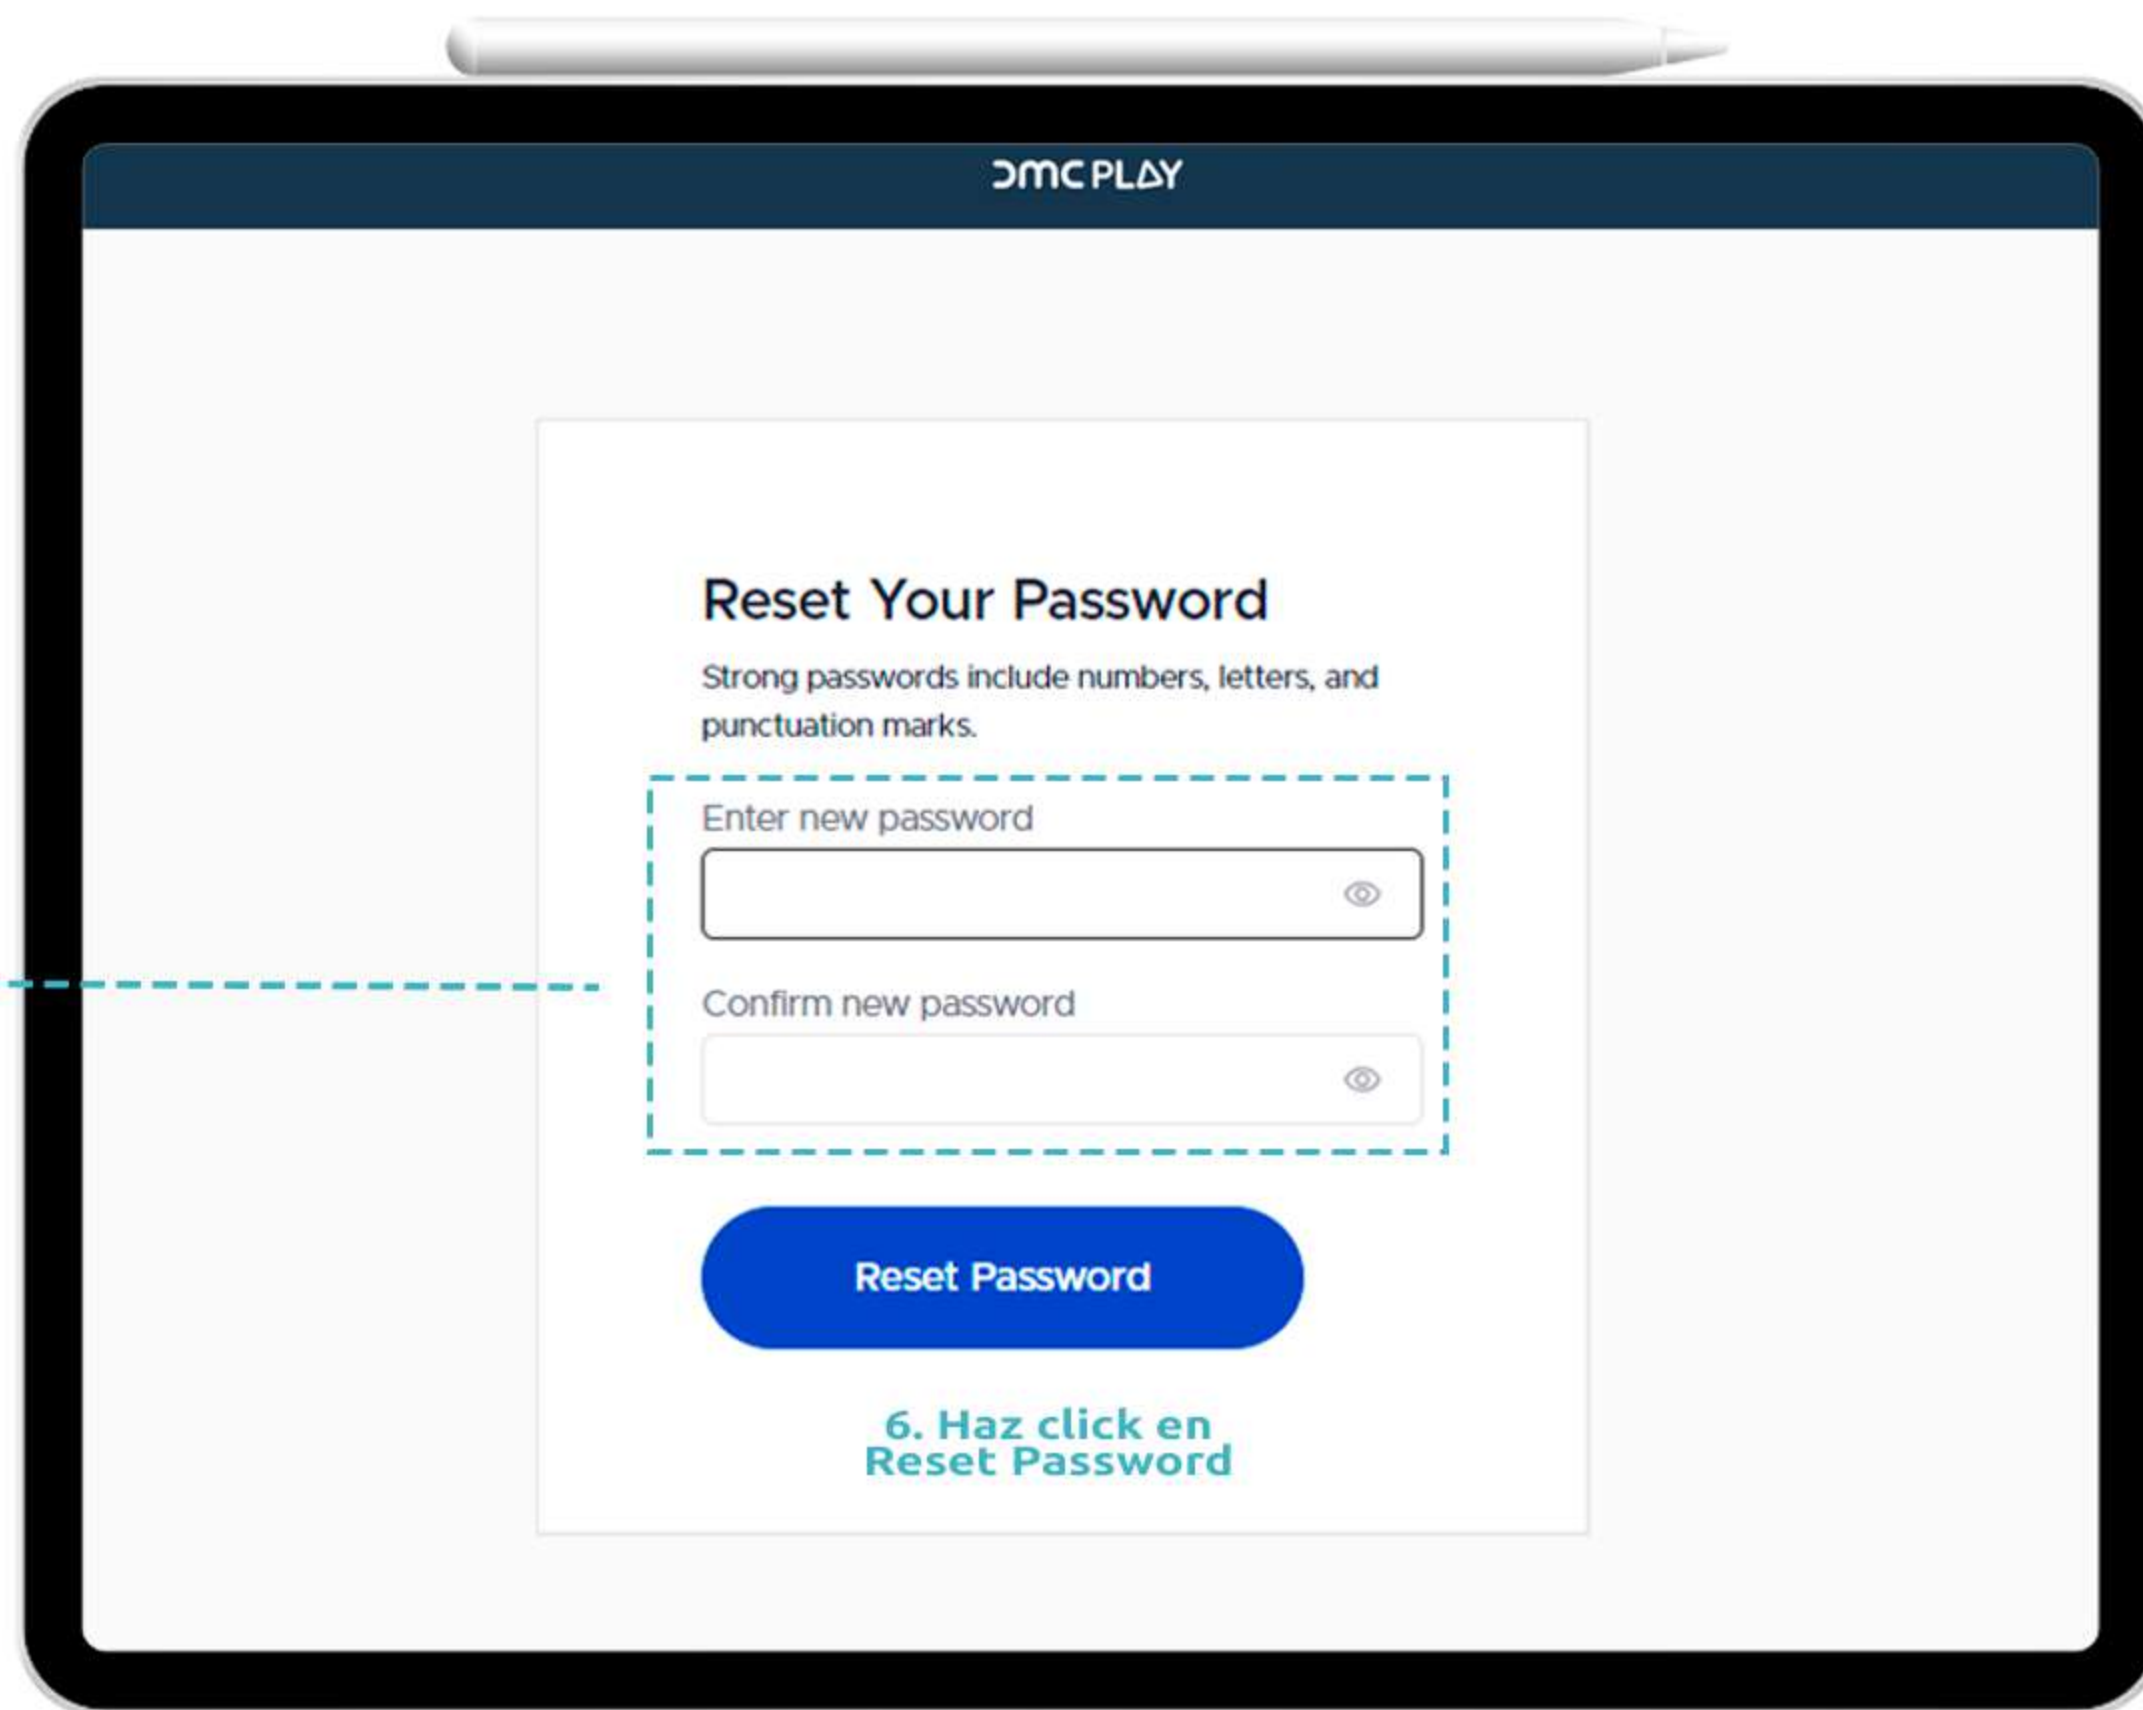 DMC PLAY
Reset Your Password
Strong passwords include numbers, letters, and
punctuation marks.
Enter new password
Confirm new password
Reset Password
6. Haz click en
Reset Password